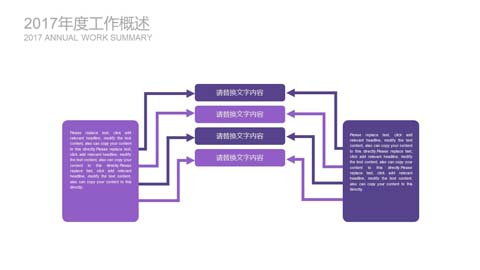 2017年度工作概述
2017 ANNUAL WORK SUMMARY
请替换文字内容
请替换文字内容
请替换文字内容
请替换文字内容
Please replace text, click add
relevant headline, modify the text
content, also can copy your content
to this directly.Please replace text,
click add relevant headline, modify
the text content, also can copy your
content to this directly.Please
replace text, click add relevant
headline, modify the text content,
also can copy your content to this
directly.
Please replace text, click add
relevant headline, modify the text
content, also can copy your content
to this directly.Please replace text,
click add relevant headline, modify
the text content, also can copy your
content to this directly.Please
replace text, click add relevant
headline, modify the text content,
also can copy your content to this
directly.